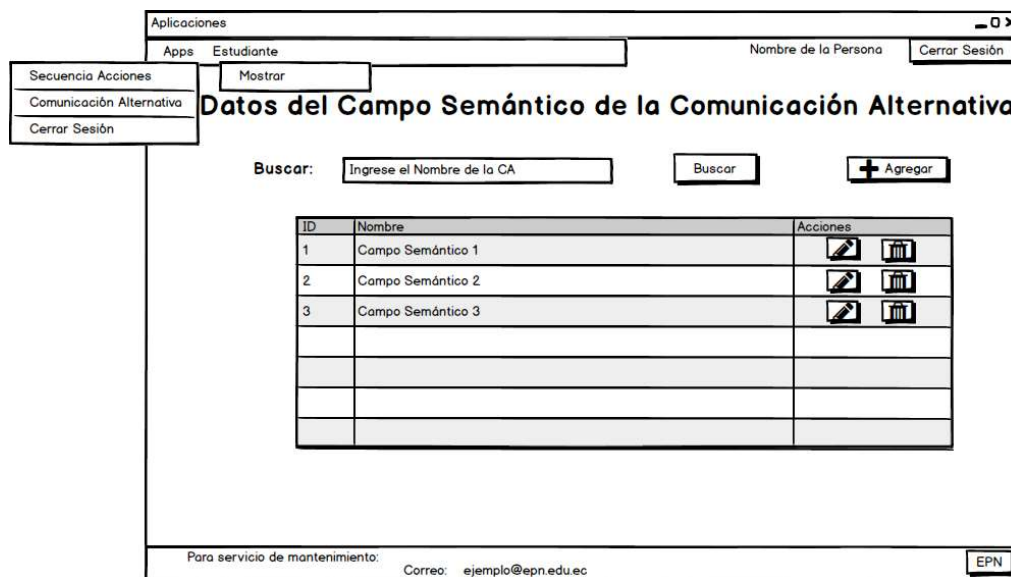 Aplicaciones
Apps Estudiante Nombre de la Persona Cerrar Sesión
Secuencia Acciones Mostrar
Comunicación Alternativa
Cerrar Sesión
Datos del Campo Semántico de la Comunicación Alternativa
Buscar: Ingrese el Nombre de la CA Buscar Agregar
ID Nombre Acciones
1 Campo Semántico 1
2 Campo Semántico 2
3 Campo Semántico 3
Para servicio de mantenimiento: EPN
Correo: ejemplo@epn.edu.ec